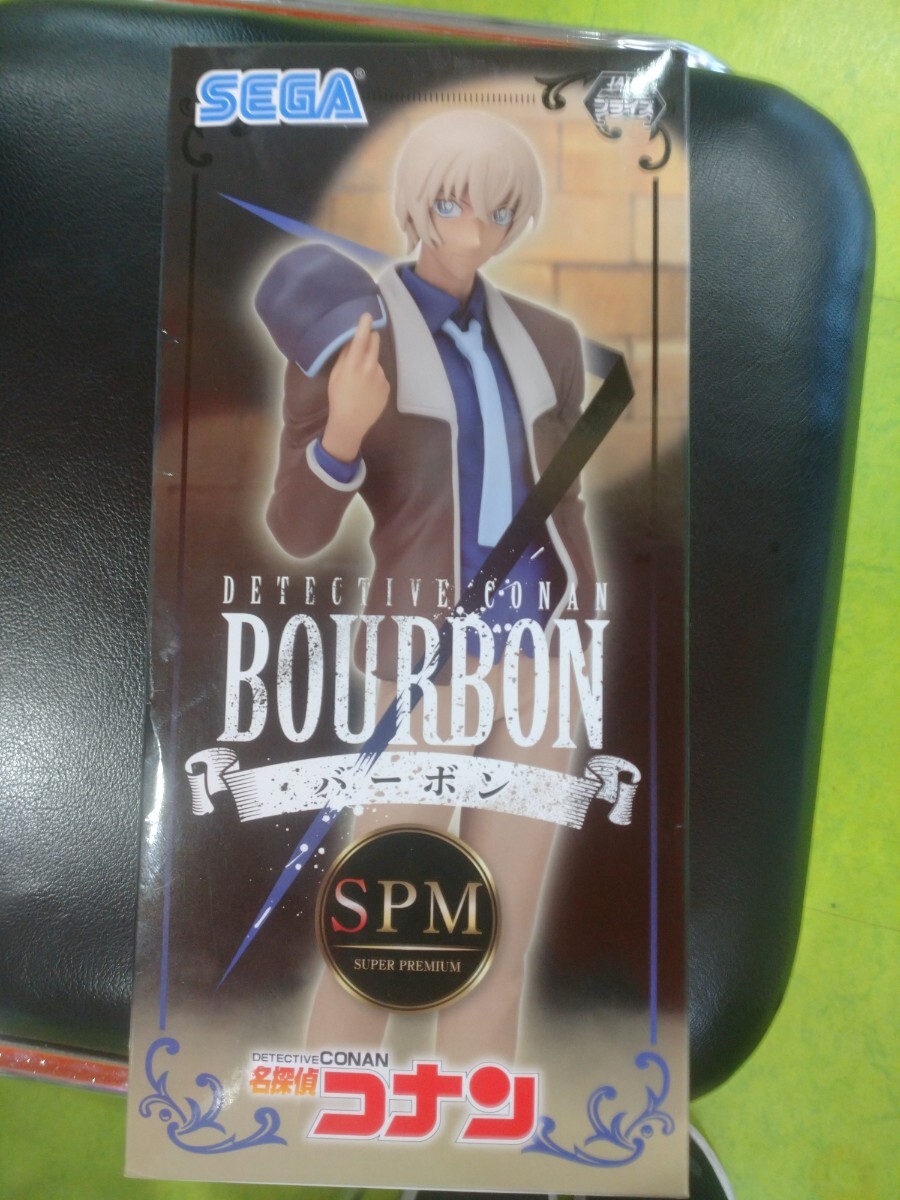 SEGA®
DETECTIVE CONAN
BOURBON
バーボン
SPM
SUPER PREMIUM
DETECTIVE CONAN
名探偵コナン